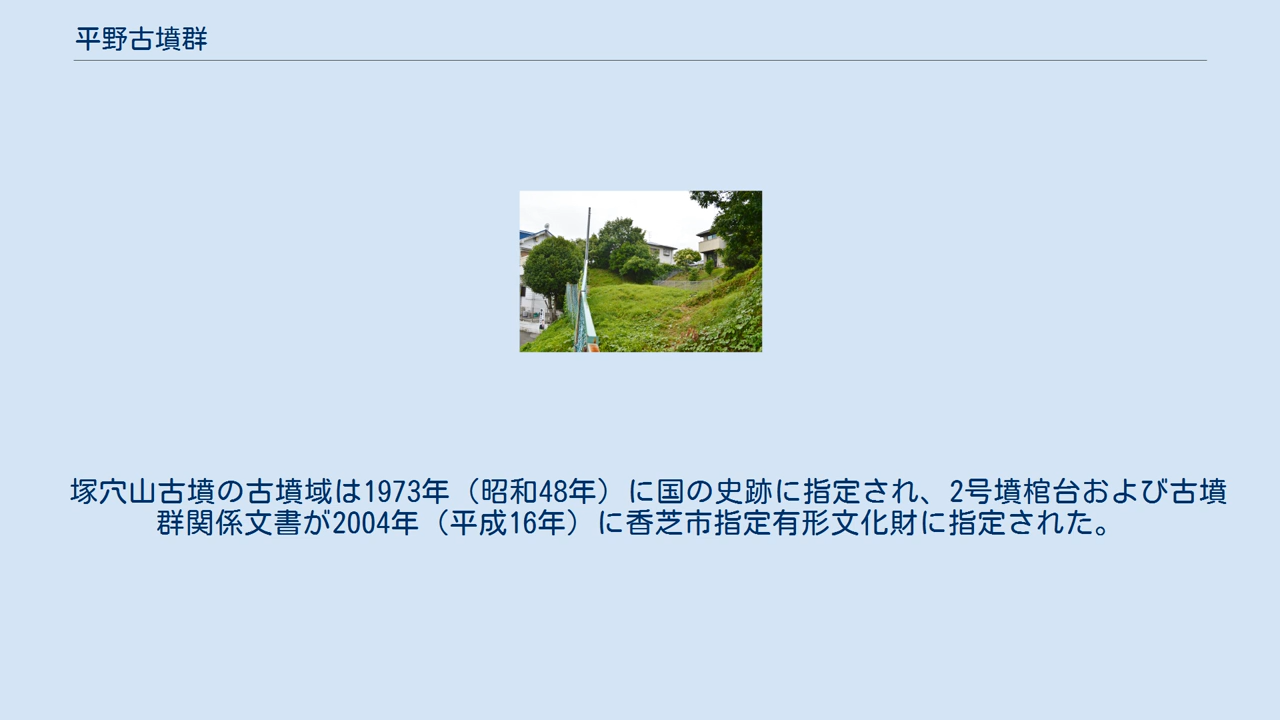 平野古墳群
塚穴山古墳の古墳域は1973年（昭和48年）に国の史跡に指定され、2号墳棺台および古墳
群関係文書が2004年（平成16年）に香芝市指定有形文化財に指定された。